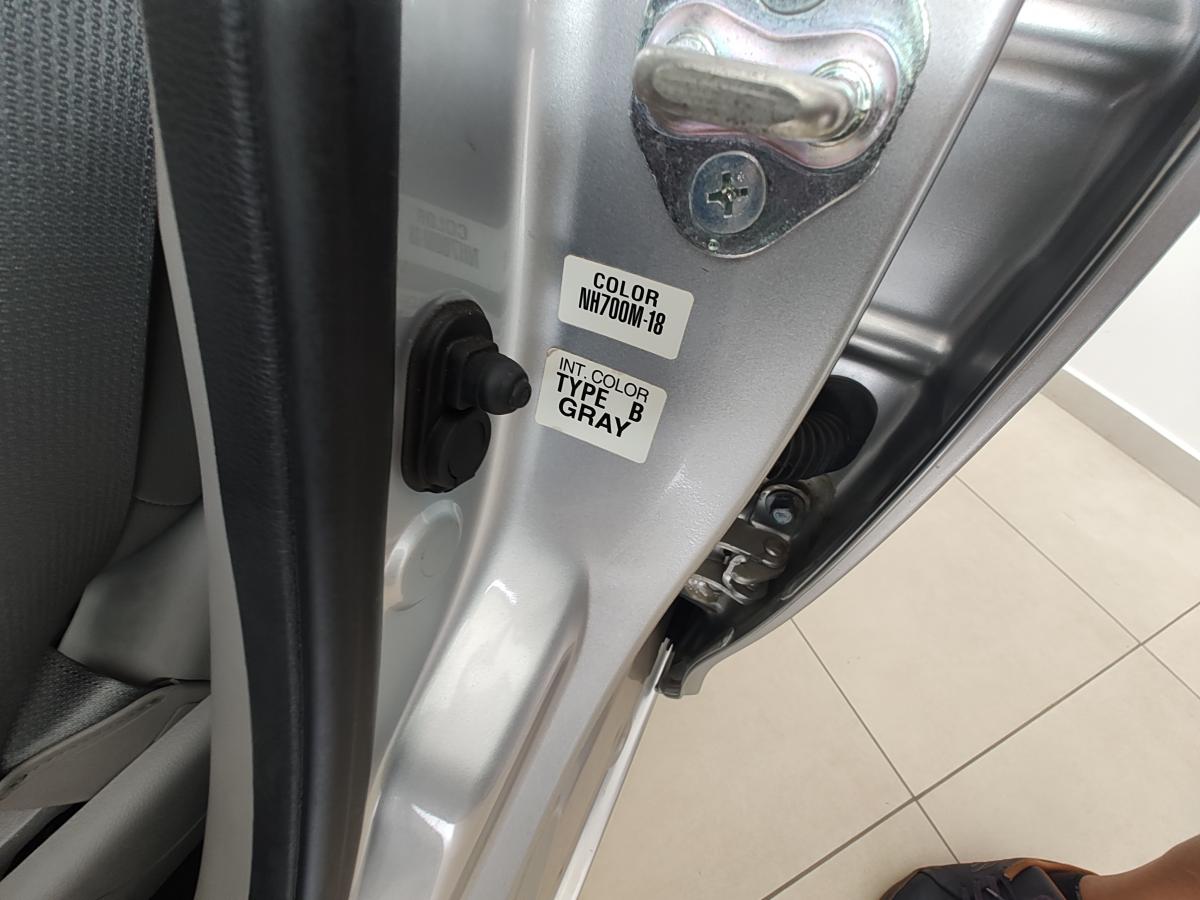 COLOR
NH700M-18
INT. COLOR
TYPE B
GRAY